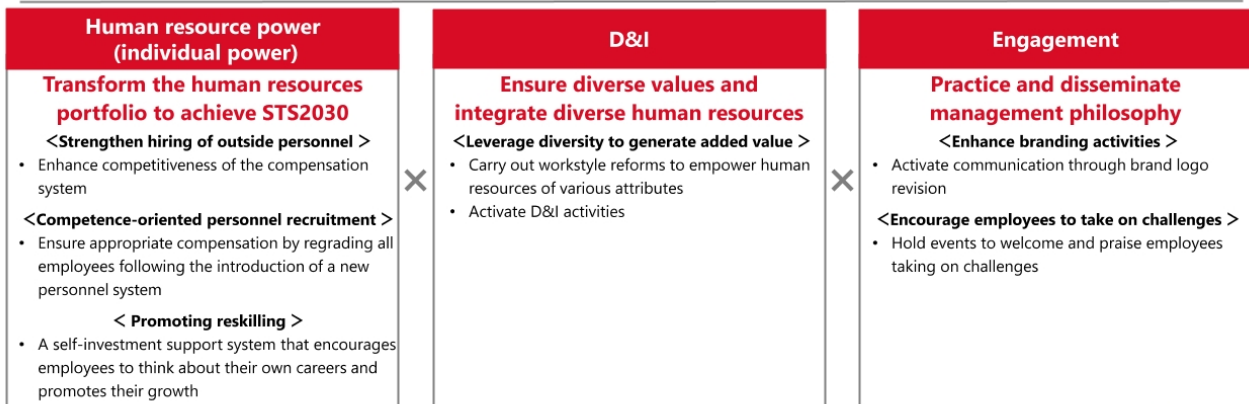 Human resource power
(individual power)
Transform the human resources
portfolio to achieve STS2030
<Strengthen hiring of outside personnel >
• Enhance competitiveness of the compensation
system
<Competence-oriented personnel recruitment >
• Ensure appropriate compensation by regrading all
employees following the introduction of a new
personnel system
< Promoting reskilling >
• A self-investment support system that encourages
employees to think about their own careers and
promotes their growth
×
D&I
Ensure diverse values and
integrate diverse human resources
<Leverage diversity to generate added value >
• Carry out workstyle reforms to empower human
resources of various attributes
• Activate D&I activities
×
Engagement
Practice and disseminate
management philosophy
<Enhance branding activities >
• Activate communication through brand logo
revision
<Encourage employees to take on challenges >
• Hold events to welcome and praise employees
taking on challenges